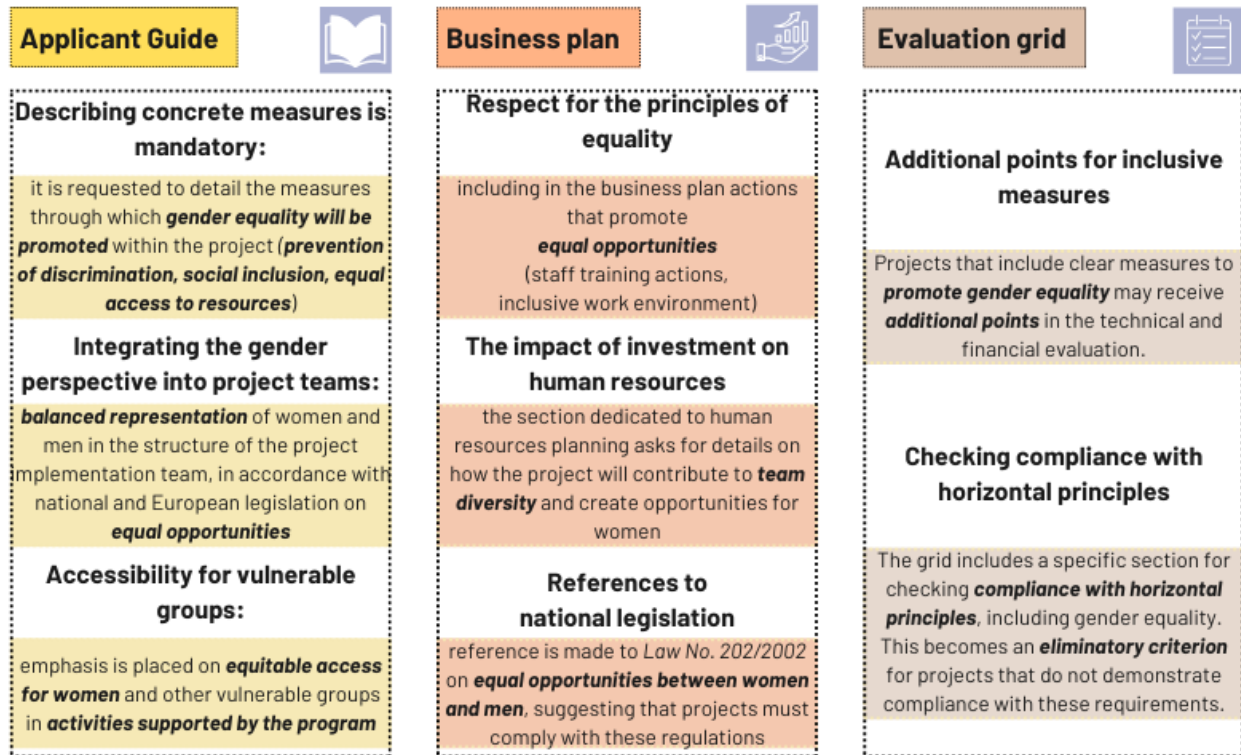 Applicant Guide
Describing concrete measures is
mandatory:
it is requested to detail the measures
through which gender equality will be
promoted within the project (prevention
of discrimination, social inclusion, equal
access to resources)
Integrating the gender
perspective into project teams:
balanced representation of women and
men in the structure of the project
implementation team, in accordance with
national and European legislation on
equal opportunities
Accessibility for vulnerable
groups:
emphasis is placed on equitable access
for women and other vulnerable groups
in activities supported by the program
Business plan
Respect for the principles of
equality
including in the business plan actions
that promote
equal opportunities
(staff training actions,
inclusive work environment)
The impact of investment on
human resources
the section dedicated to human
resources planning asks for details on
how the project will contribute to team
diversity and create opportunities for
women
References to
national legislation
reference is made to Law No. 202/2002
on equal opportunities between women
and men, suggesting that projects must
comply with these regulations
Evaluation grid
Additional points for inclusive
measures
Projects that include clear measures to
promote gender equality may receive
additional points in the technical and
financial evaluation.
Checking compliance with
horizontal principles
The grid includes a specific section for
checking compliance with horizontal
principles, including gender equality.
This becomes an eliminatory criterion
for projects that do not demonstrate
compliance with these requirements.